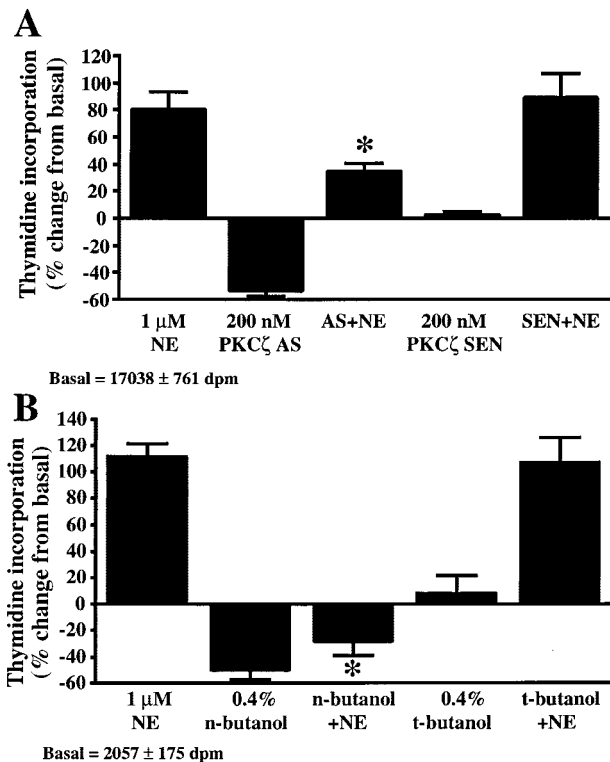 A
Thymidine incorporation
(% change from basal)
120
100
80
60
40
20
0
-20
-40
-60
*
1 μM
NE
200 nM
PKCζ AS
AS+NE
200 nM
PKCζ SEN
SEN+NE
Basal = 17038 ± 761 dpm
B
Thymidine incorporation
(% change from basal)
140
120
100
80
60
40
20
0
-20
-40
-60
*
1 μM
NE
0.4%
n-butanol
n-butanol
+NE
0.4%
t-butanol
t-butanol
+NE
Basal = 2057 ± 175 dpm